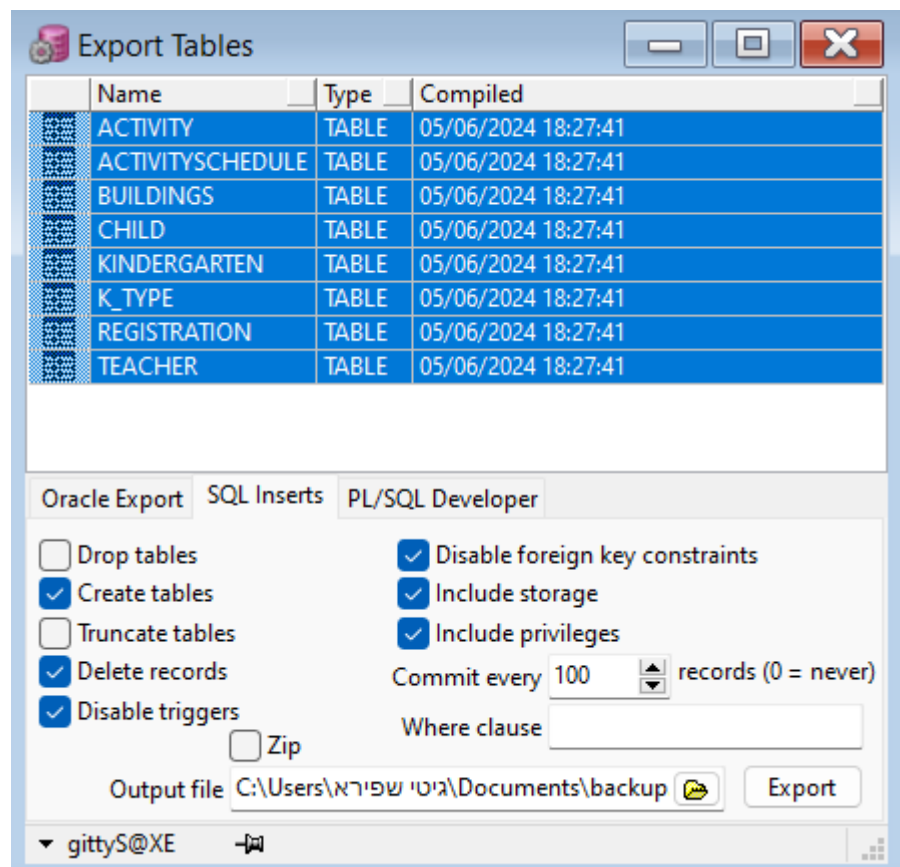 Export Tables
Name Type Compiled
ACTIVITY TABLE 05/06/2024 18:27:41
ACTIVITYSCHEDULE TABLE 05/06/2024 18:27:41
BUILDINGS TABLE 05/06/2024 18:27:41
CHILD TABLE 05/06/2024 18:27:41
KINDERGARTEN TABLE 05/06/2024 18:27:41
K_TYPE TABLE 05/06/2024 18:27:41
REGISTRATION TABLE 05/06/2024 18:27:41
TEACHER TABLE 05/06/2024 18:27:41
Oracle Export SQL Inserts PL/SQL Developer
Drop tables Disable foreign key constraints
Create tables Include storage
Truncate tables Include privileges
Delete records Commit every 100 records (0 = never)
Disable triggers Where clause
Zip
Output file C:\Users\גיטי שפירא\Documents\backup Export
gittyS@XE